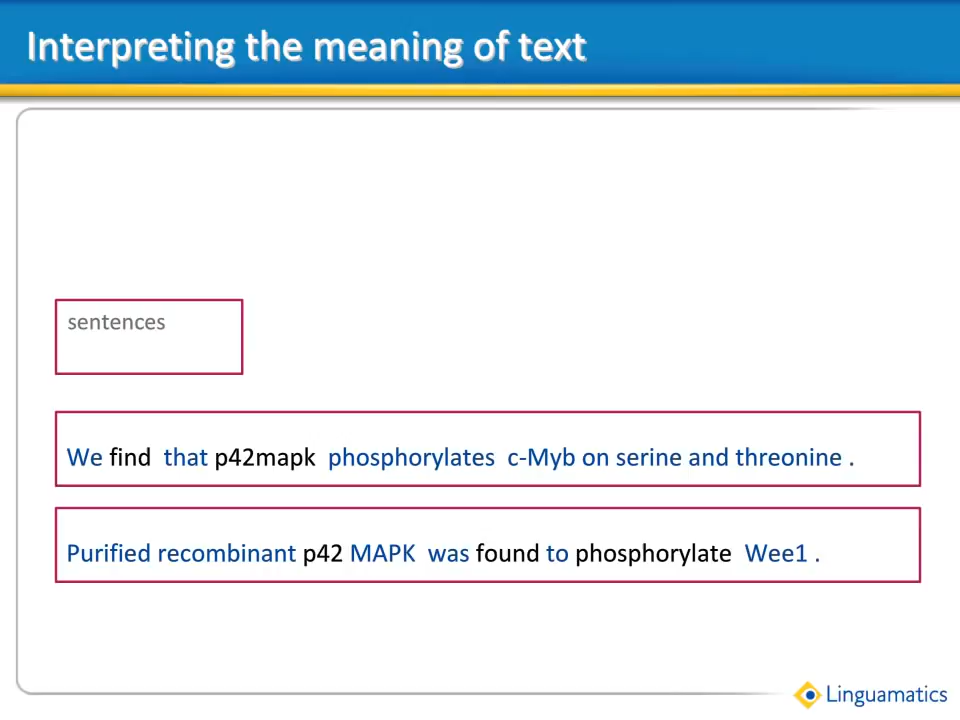 Interpreting the meaning of text
sentences
We find that p42mapk phosphorylates c-Myb on serine and threonine .
Purified recombinant p42 MAPK was found to phosphorylate Wee1 .
Linguamatics